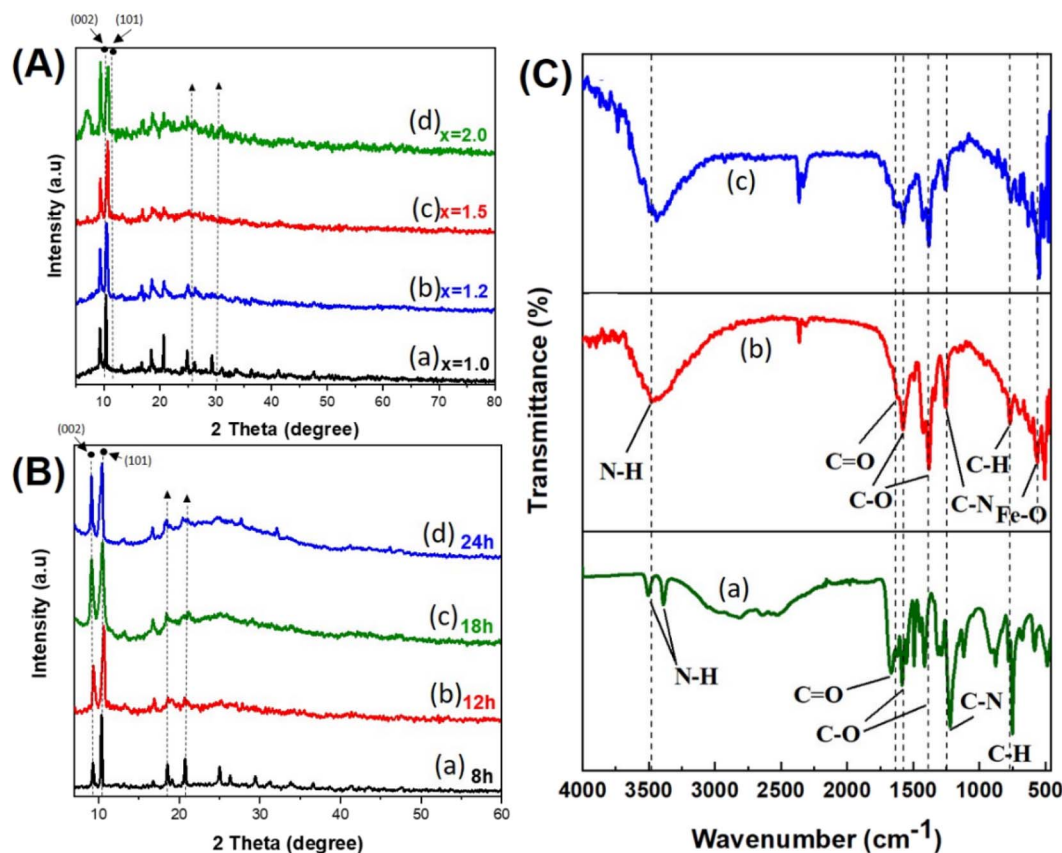 (A)
(002) (101)
(d) x=2.0
(c) x=1.5
(b) x=1.2
(a) x=1.0
Intensity (a.u)
10 20 30 40 50 60 70 80
2 Theta (degree)
(B)
(002)
(101)
(d) 24h
(c) 18h
(b) 12h
(a) 8h
Intensity (a.u)
10 20 30 40 50 60
2 Theta (degree)
(C)
(c)
(b)
N-H
C=O
C-O
C-N
C-H
Fe-O
(a)
N-H
C=O
C-O
C-N
C-H
Transmittance (%)
4000 3500 3000 2500 2000 1500 1000 500
Wavenumber (cm⁻¹)